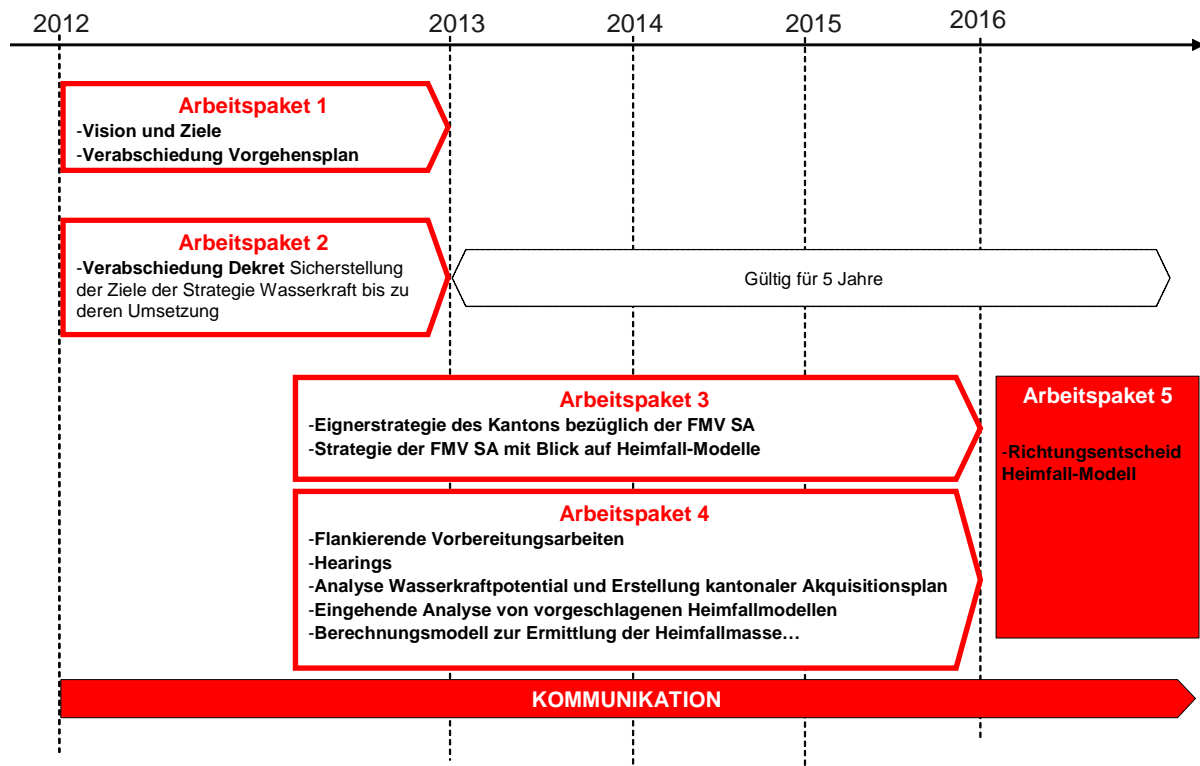 2012 2013 2014 2015 2016
Arbeitspaket 1
-Vision und Ziele
-Verabschiedung Vorgehensplan
Arbeitspaket 2
-Verabschiedung Dekret Sicherstellung
der Ziele der Strategie Wasserkraft bis zu
deren Umsetzung
Gültig für 5 Jahre
Arbeitspaket 3
-Eignerstrategie des Kantons bezüglich der FMV SA
-Strategie der FMV SA mit Blick auf Heimfall-Modelle
Arbeitspaket 4
-Flankierende Vorbereitungsarbeiten
-Hearings
-Analyse Wasserkraftpotential und Erstellung kantonaler Akquisitionsplan
-Eingehende Analyse von vorgeschlagenen Heimfallmodellen
-Berechnungsmodell zur Ermittlung der Heimfallmasse…
Arbeitspaket 5
-Richtungsentscheid
Heimfall-Modell
KOMMUNIKATION